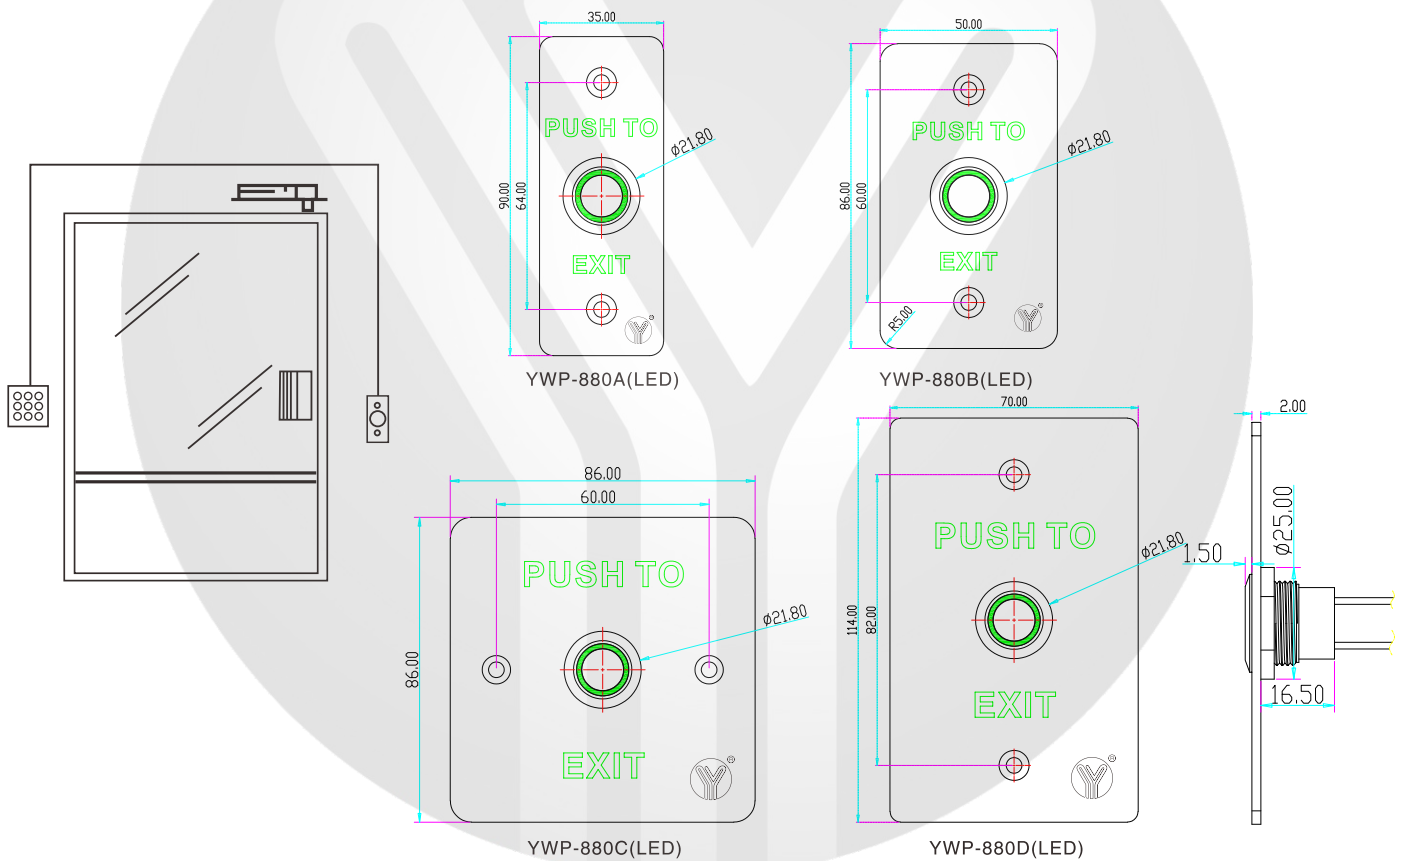 35.00
90.00
64.00
PUSH TO
ø21.80
EXIT
®
YWP-880A(LED)
50.00
86.00
60.00
PUSH TO
ø21.80
EXIT
R5.00
®
YWP-880B(LED)
86.00
60.00
86.00
PUSH TO
ø21.80
EXIT
®
YWP-880C(LED)
70.00
114.00
82.00
PUSH TO
ø21.80
EXIT
®
YWP-880D(LED)
2.00
ø25.00
1.50
16.50